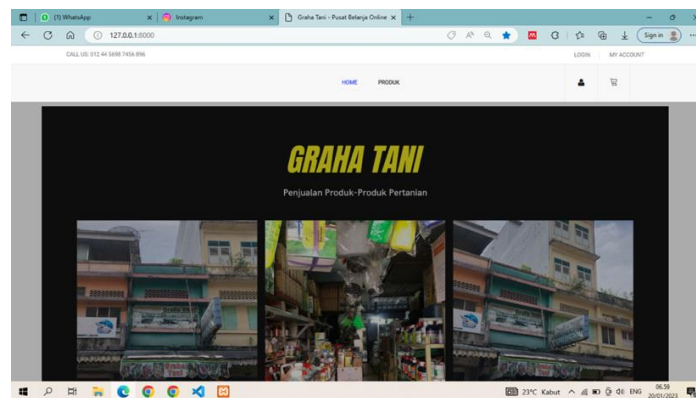 (1) WhatsApp
Instagram
Graha Tani - Pusat Belanja Online
127.0.0.1:8000
Sign in
CALL US: 012 44 5698 7456 896
LOGIN
MY ACCOUNT
HOME
PRODUK
GRAHA TANI
Penjualan Produk-Produk Pertanian
Graha Tani
23°C Kabut
ENG
06.59
20/01/2023